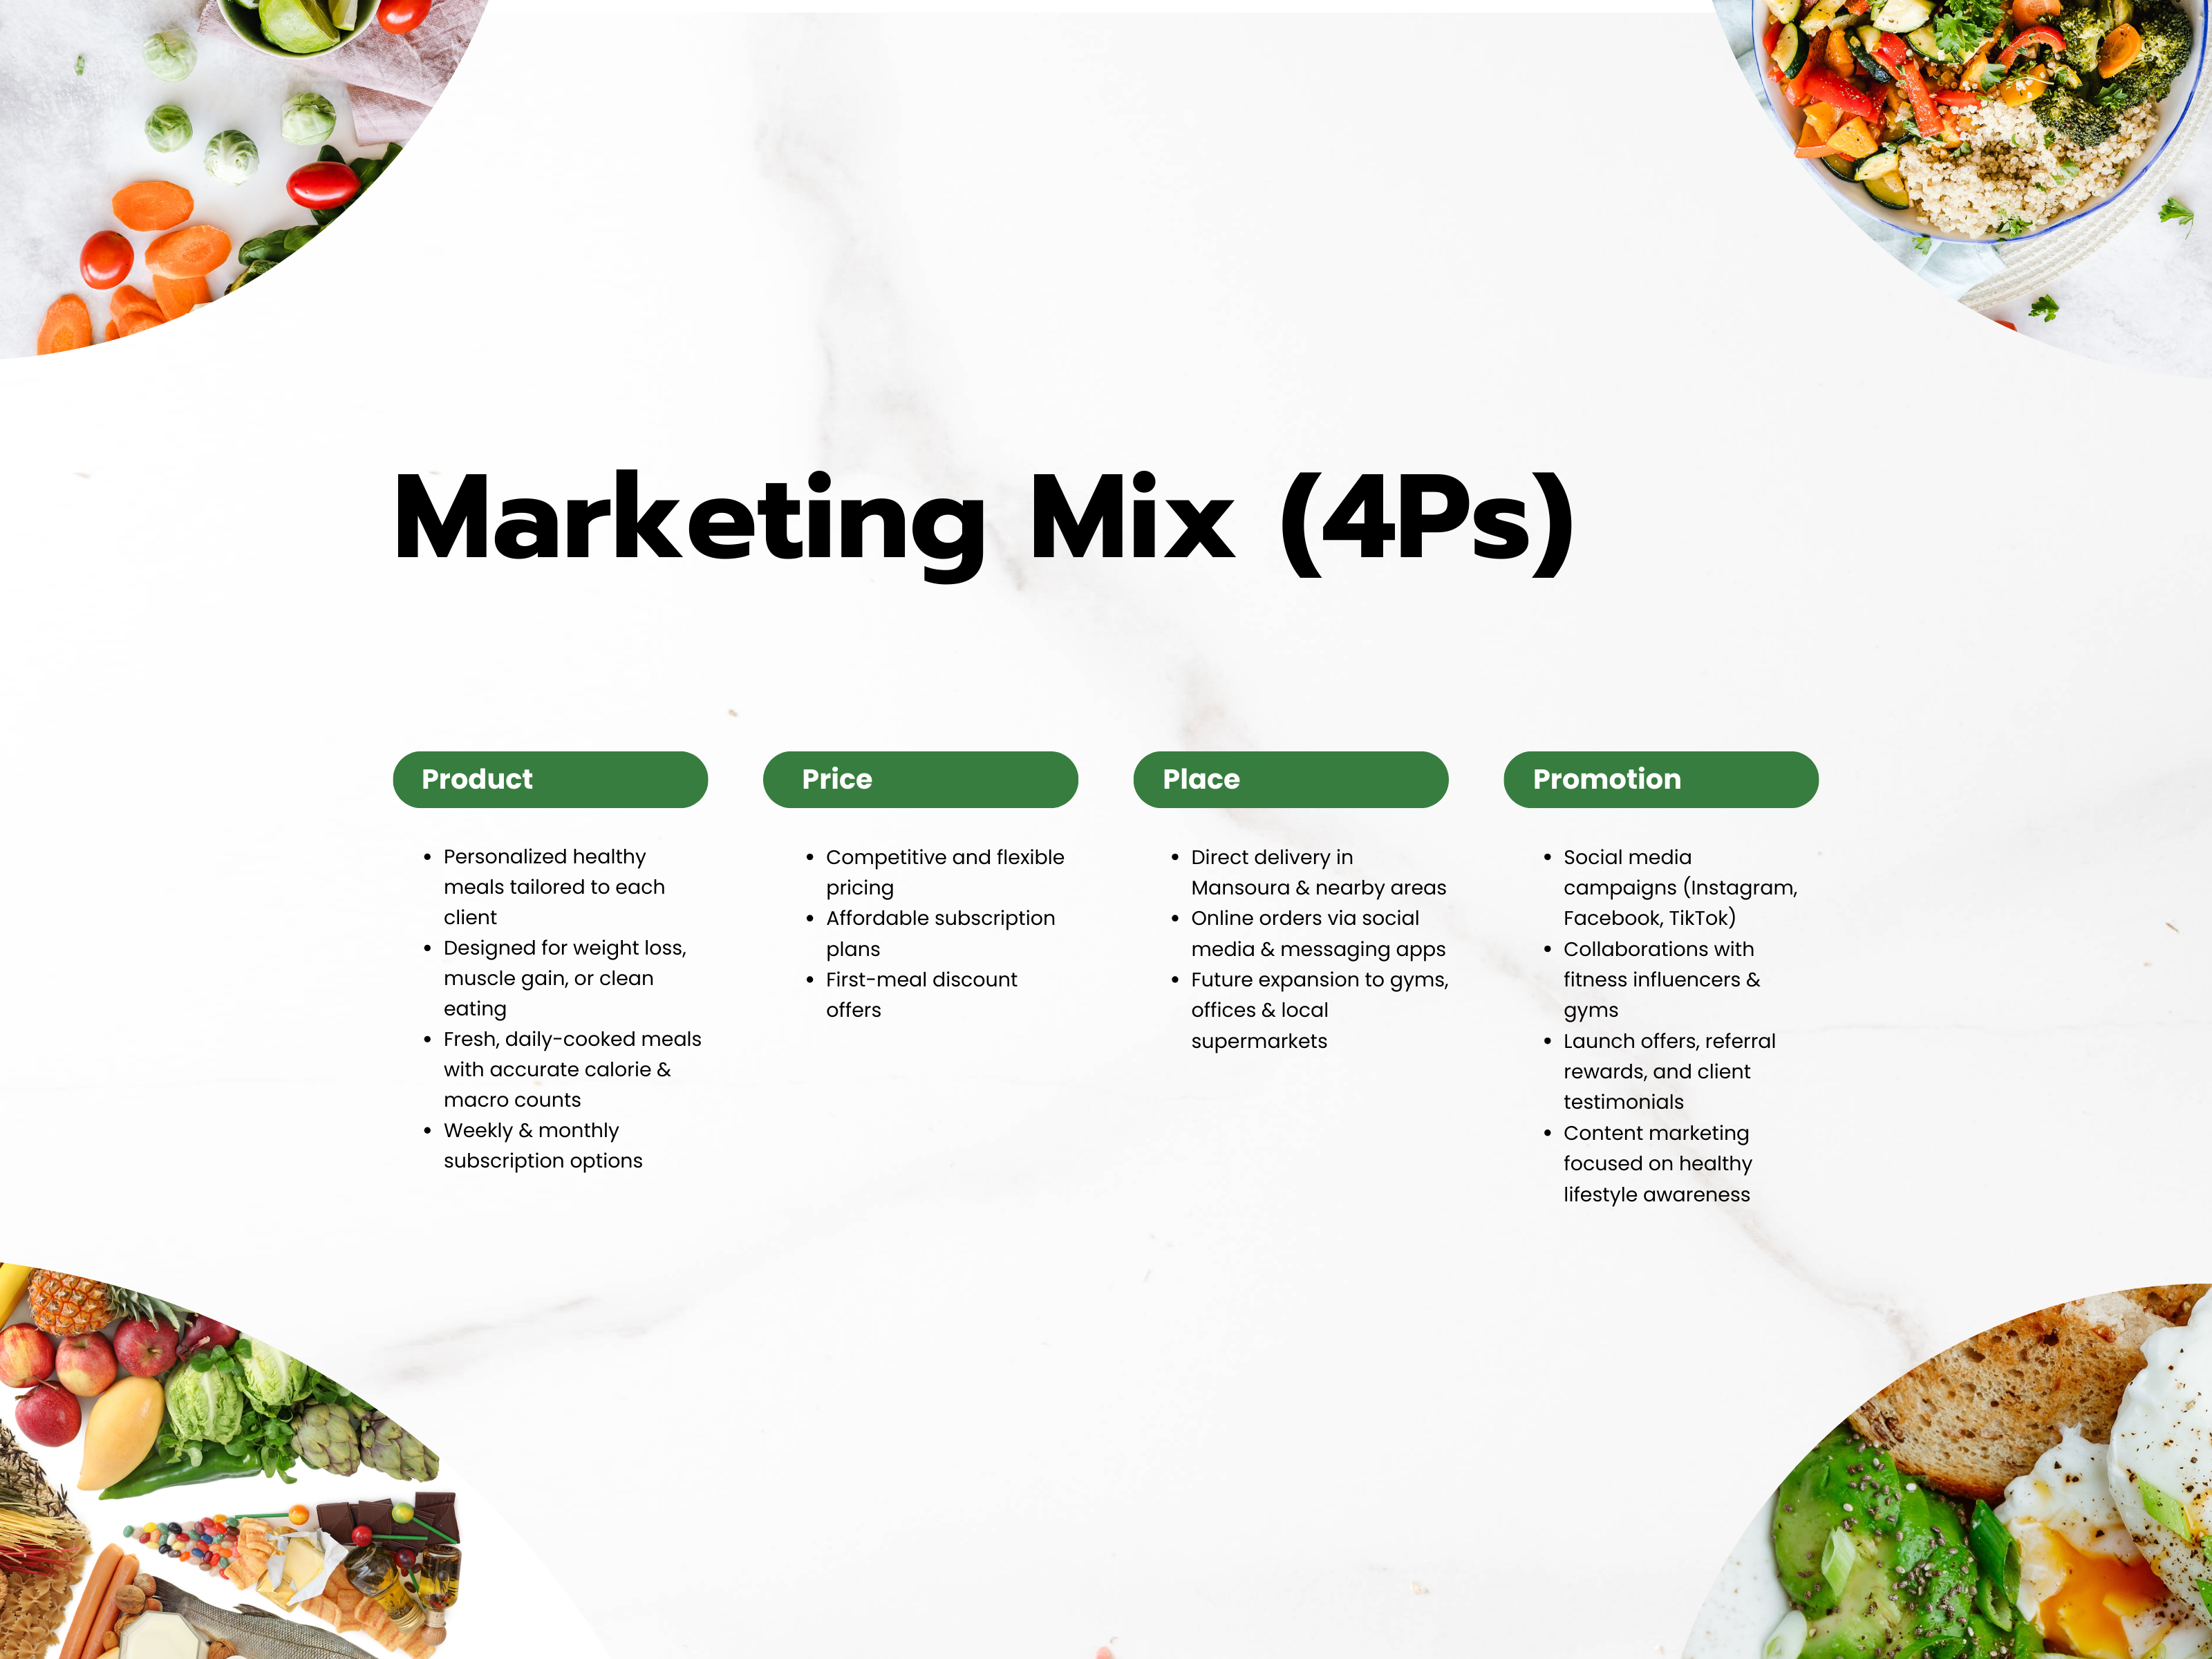 Marketing Mix (4Ps)
Product
• Personalized healthy
meals tailored to each
client
• Designed for weight loss,
muscle gain, or clean
eating
• Fresh, daily-cooked meals
with accurate calorie &
macro counts
• Weekly & monthly
subscription options
Price
• Competitive and flexible
pricing
• Affordable subscription
plans
• First-meal discount
offers
Place
• Direct delivery in
Mansoura & nearby areas
• Online orders via social
media & messaging apps
• Future expansion to gyms,
offices & local
supermarkets
Promotion
• Social media
campaigns (Instagram,
Facebook, TikTok)
• Collaborations with
fitness influencers &
gyms
• Launch offers, referral
rewards, and client
testimonials
• Content marketing
focused on healthy
lifestyle awareness